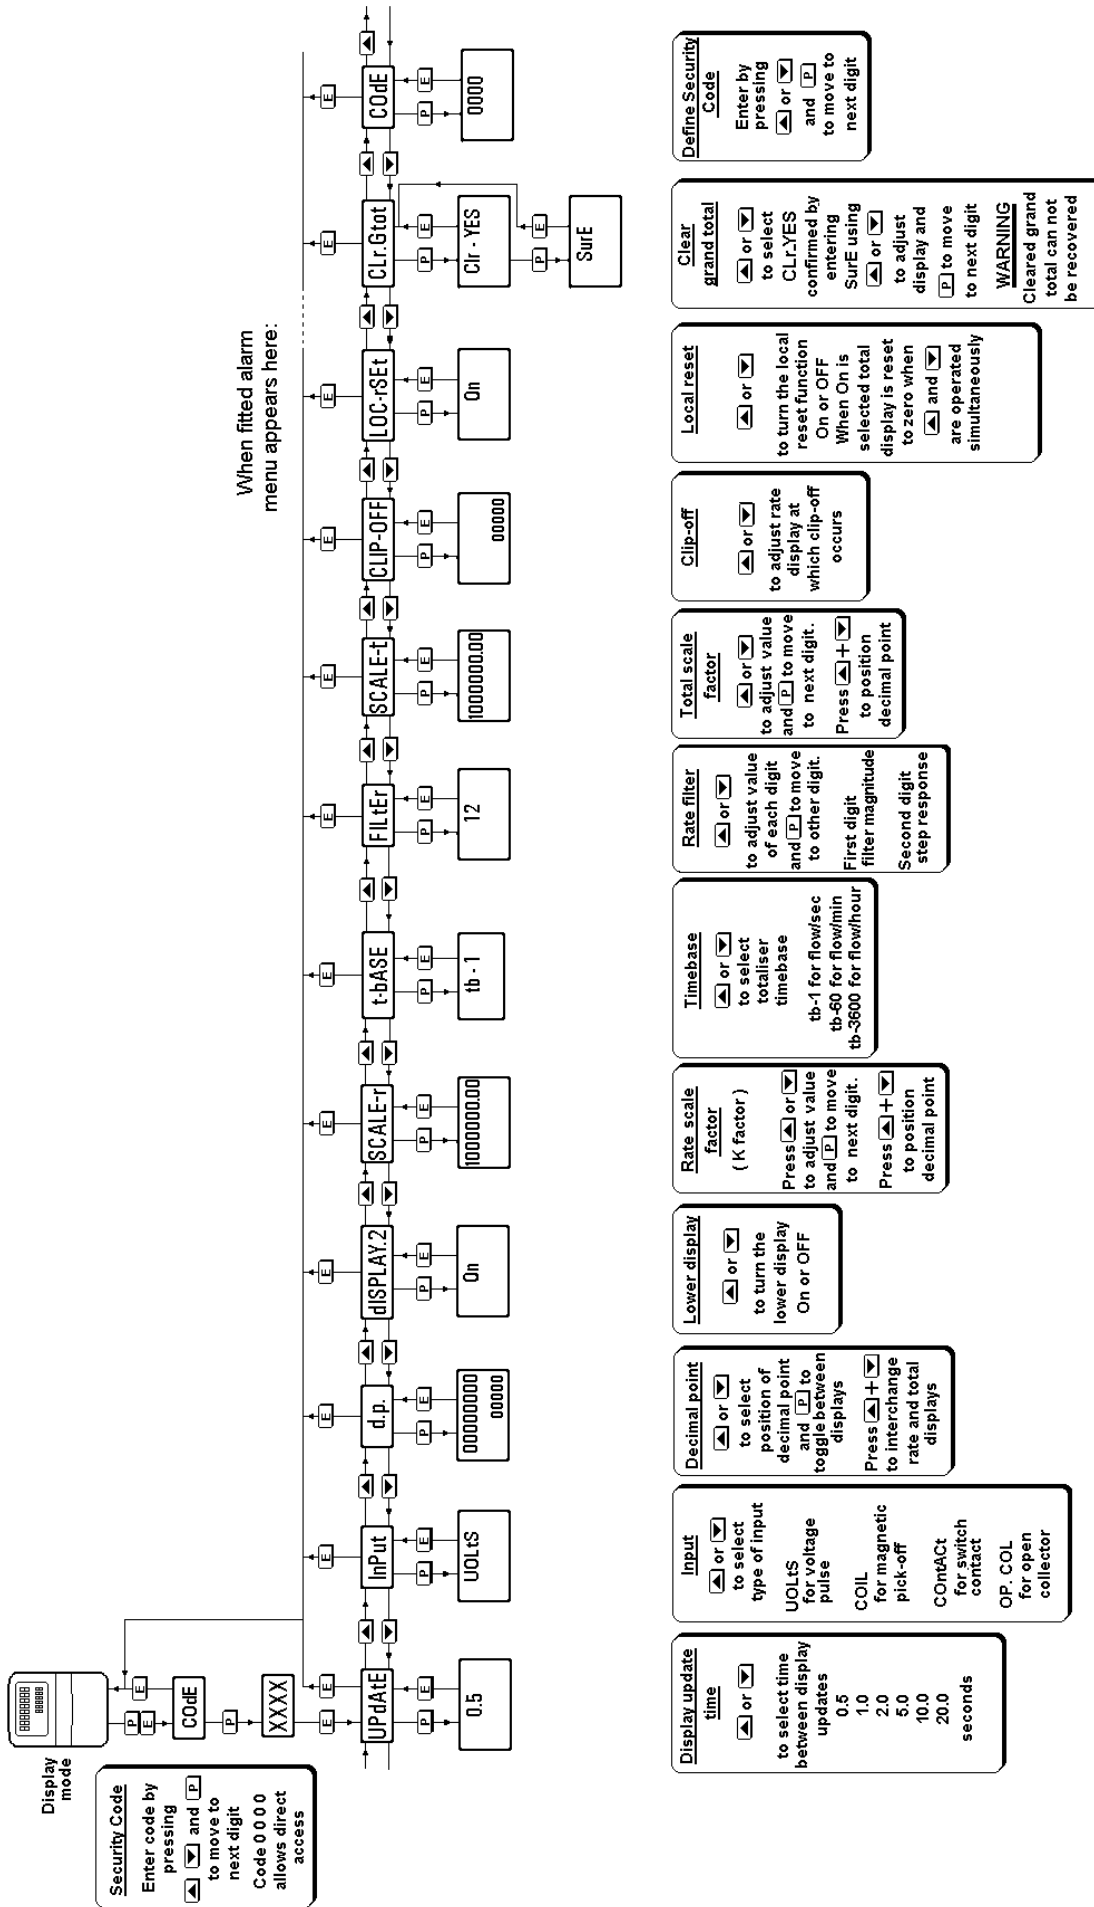 Display
mode
88888888
888888
P
E
E
COdE
P
XXXX
E
E
Security Code
Enter code by
pressing
▲ ▼ and P
to move to
next digit
Code 0 0 0 0
allows direct
access
When fitted alarm
menu appears here:
UPdAtE
P
E
0.5
▲
▼
E
InPut
P
E
UOLtS
▲
▼
E
d.p.
P
E
00000000
00000
▲
▼
E
dISPLAY.2
P
E
On
▲
▼
E
SCALE-r
P
E
1000000.00
▲
▼
E
t-bASE
P
E
tb - 1
▲
▼
E
FILtEr
P
E
12
▲
▼
E
SCALE-t
P
E
1000000.00
▲
▼
E
CLIP-OFF
P
E
00000
▲
▼
E
LOC-rSEt
P
E
On
▲
▼
E
CLr.Gtot
P
E
Clr - YES
P
E
SurE
▲
▼
E
COdE
P
E
0000
▲
Display update
time
▲ or ▼
to select time
between display
updates
0.5
1.0
2.0
5.0
10.0
20.0
seconds
Input
▲ or ▼
to select
type of input
UOLtS
for voltage
pulse
COIL
for magnetic
pick-off
COntACt
for switch
contact
OP. COL
for open
collector
Decimal point
▲ or ▼
to select
position of
decimal point
and P to
toggle between
displays
Press ▲+▼
to interchange
rate and total
displays
Lower display
▲ or ▼
to turn the
lower display
On or OFF
Rate scale
factor
( K factor )
Press ▲ or ▼
to adjust value
and P to move
to next digit.
Press ▲+▼
to position
decimal point
Timebase
▲ or ▼
to select
totaliser
timebase
tb-1 for flow/sec
tb-60 for flow/min
tb-3600 for flow/hour
Rate filter
▲ or ▼
to adjust value
of each digit
and P to move
to other digit.
First digit
filter magnitude
Second digit
step response
Total scale
factor
▲ or ▼
to adjust value
and P to move
to next digit.
Press ▲+▼
to position
decimal point
Clip-off
▲ or ▼
to adjust rate
display at
which clip-off
occurs
Local reset
▲ or ▼
to turn the local
reset function
On or OFF
When On is
selected total
display is reset
to zero when
▲ and ▼
are operated
simultaneously
Clear
grand total
▲ or ▼
to select
CLr.YES
confirmed by
entering
SurE using
▲ or ▼
to adjust
display and
P to move
to next digit
WARNING
Cleared grand
total can not
be recovered
Define Security
Code
Enter by
pressing
▲ or ▼
and P
to move to
next digit